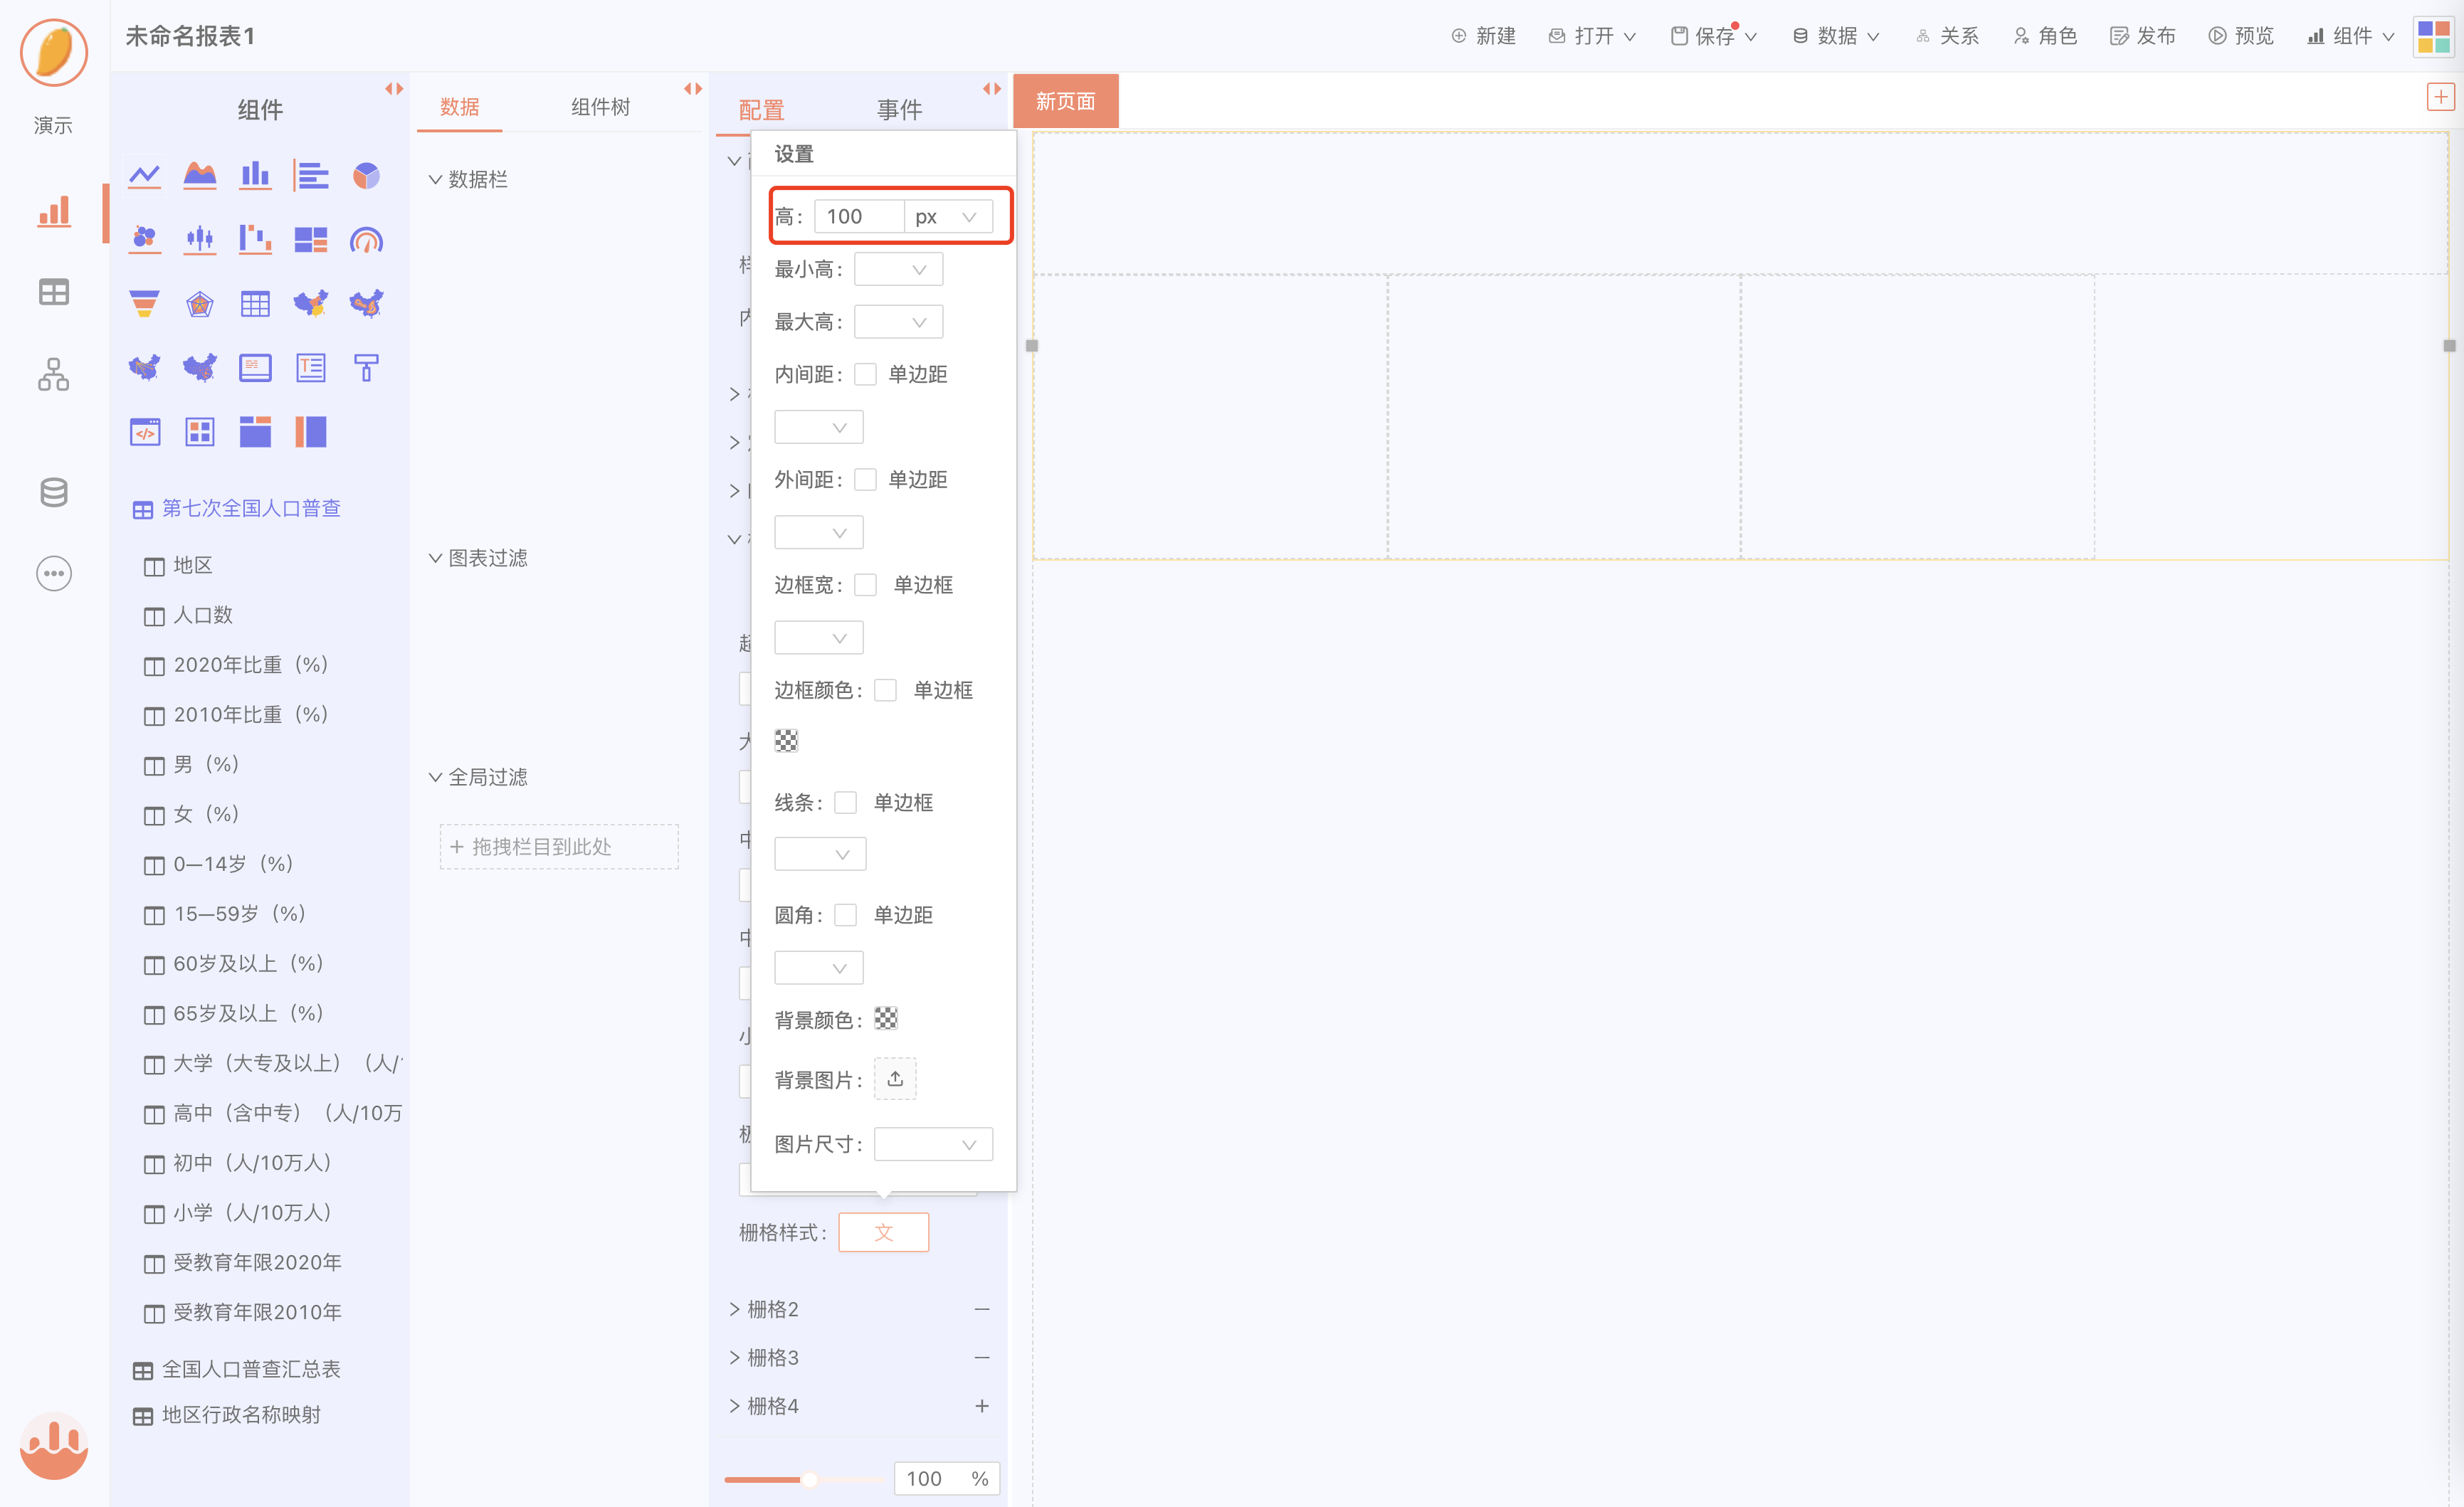 未命名报表1
新建
打开
保存
数据
关系
角色
发布
预览
组件
演示
组件
第七次全国人口普查
地区
人口数
2020年比重（%）
2010年比重（%）
男（%）
女（%）
0—14岁（%）
15—59岁（%）
60岁及以上（%）
65岁及以上（%）
大学（大专及以上）（人/
高中（含中专）（人/10万
初中（人/10万人）
小学（人/10万人）
受教育年限2020年
受教育年限2010年
全国人口普查汇总表
地区行政名称映射
数据
组件树
数据栏
图表过滤
全局过滤
+ 拖拽栏目到此处
配置
事件
设置
高：
100
px
最小高：
最大高：
内间距： 单边距
外间距： 单边距
边框宽： 单边框
边框颜色： 单边框
线条： 单边框
圆角： 单边距
背景颜色：
背景图片：
图片尺寸：
栅格样式： 文
栅格2
栅格3
栅格4
100 %
新页面